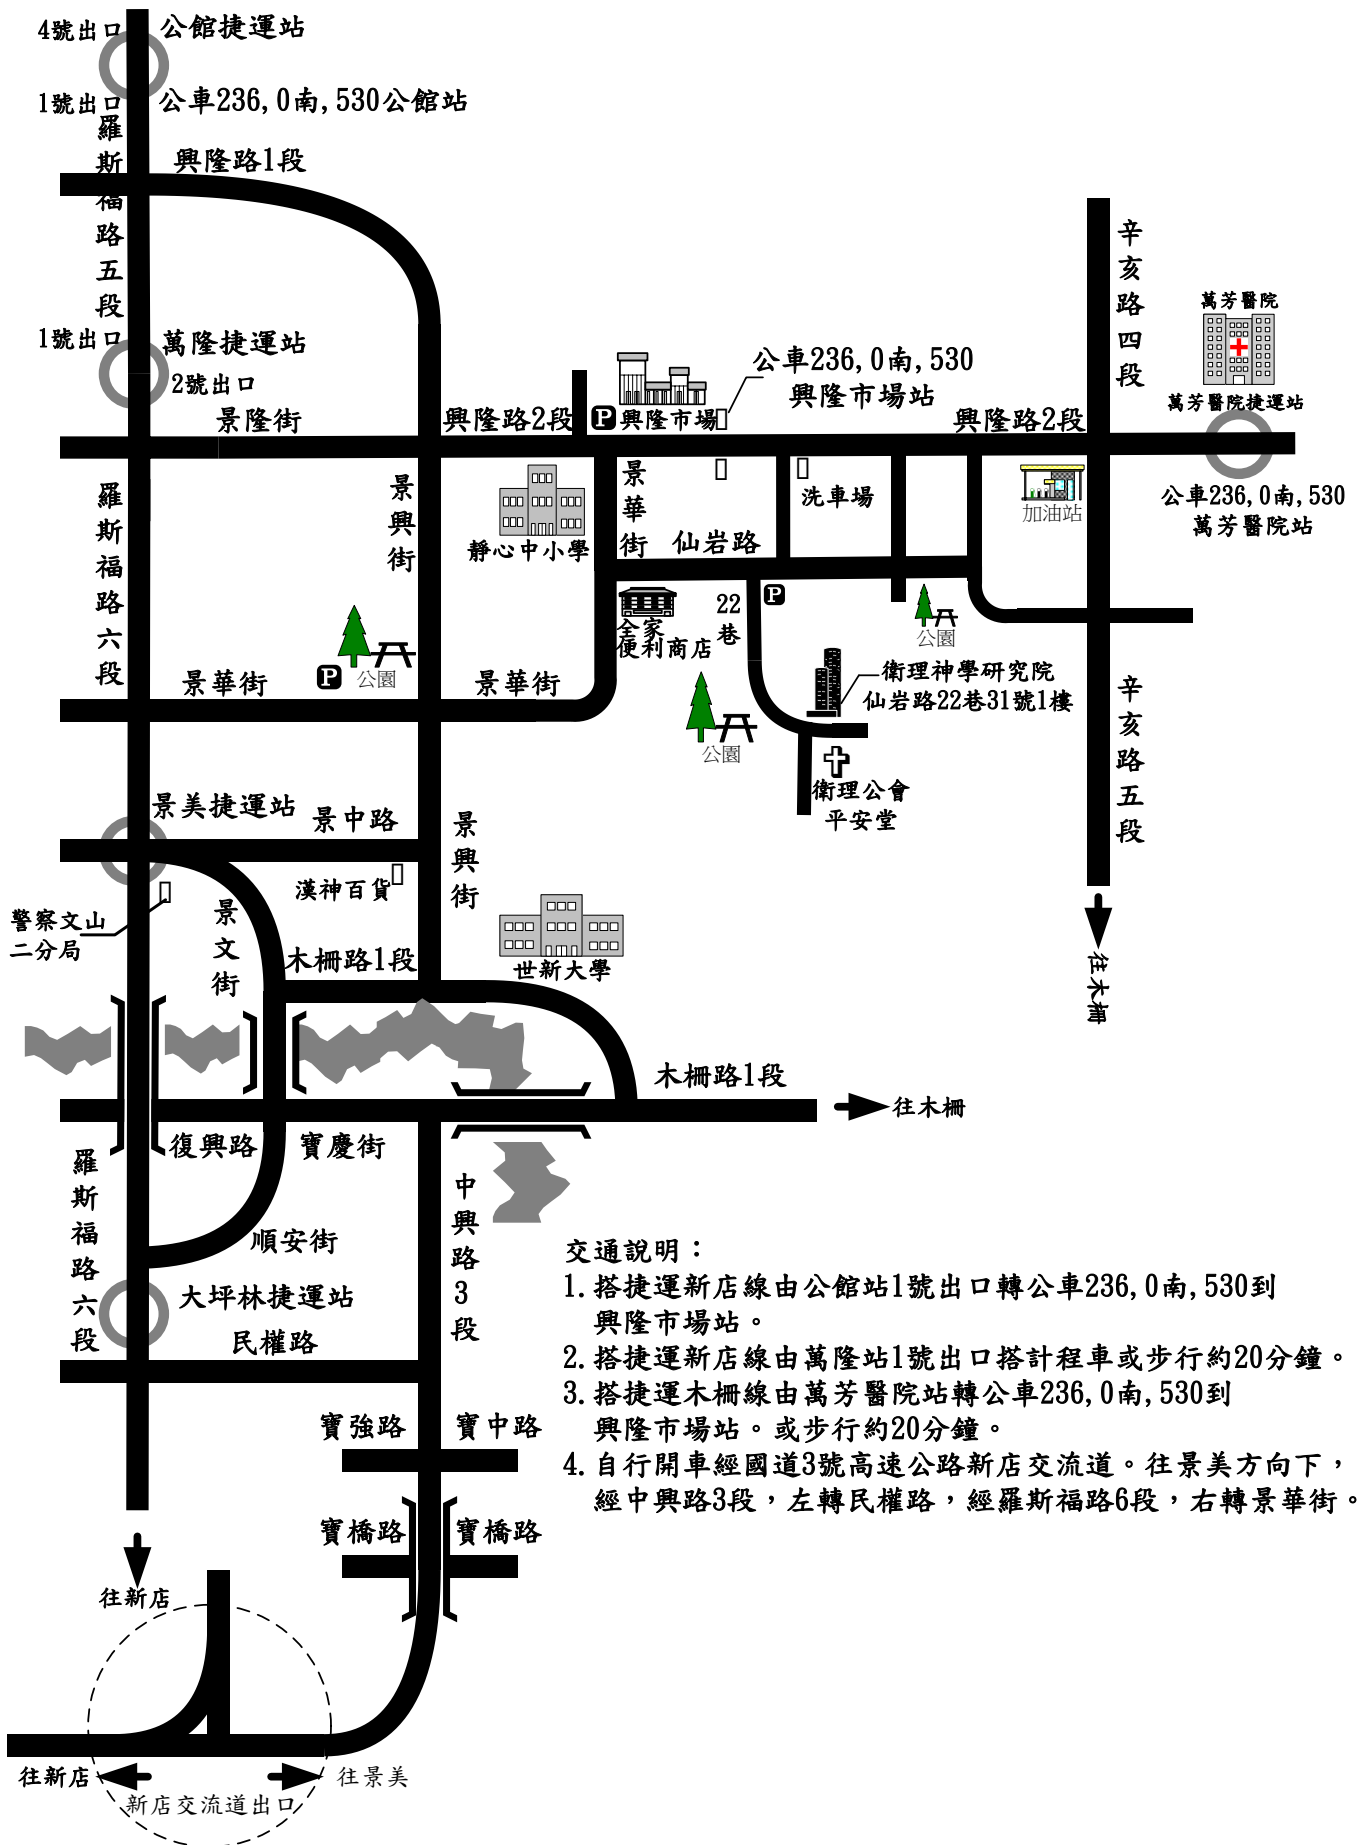 4號出口
公館捷運站
1號出口
公車236,0南,530公館站
羅斯福路五段
興隆路1段
1號出口
萬隆捷運站
2號出口
景隆街
興隆路2段
P
興隆市場
公車236,0南,530
興隆市場站
興隆路2段
辛亥路四段
萬芳醫院
萬芳醫院捷運站
公車236,0南,530
萬芳醫院站
羅斯福路六段
景興街
靜心中小學
景華街
仙岩路
洗車場
加油站
全家
便利商店
22
巷
P
公園
P
公園
景華街
景華街
公園
衛理神學研究院
仙岩路22巷31號1樓
衛理公會
平安堂
辛亥路五段
往木柵
景美捷運站
景中路
景興街
漢神百貨
警察文山
二分局
景文街
木柵路1段
世新大學
木柵路1段
往木柵
復興路
寶慶街
羅斯福路六段
中興路3段
順安街
大坪林捷運站
民權路
交通說明：
1.搭捷運新店線由公館站1號出口轉公車236,0南,530到
興隆市場站。
2.搭捷運新店線由萬隆站1號出口搭計程車或步行約20分鐘。
3.搭捷運木柵線由萬芳醫院站轉公車236,0南,530到
興隆市場站。或步行約20分鐘。
4.自行開車經國道3號高速公路新店交流道。往景美方向下，
經中興路3段，左轉民權路，經羅斯福路6段，右轉景華街。
寶強路
寶中路
寶橋路
寶橋路
往新店
往新店
往景美
新店交流道出口